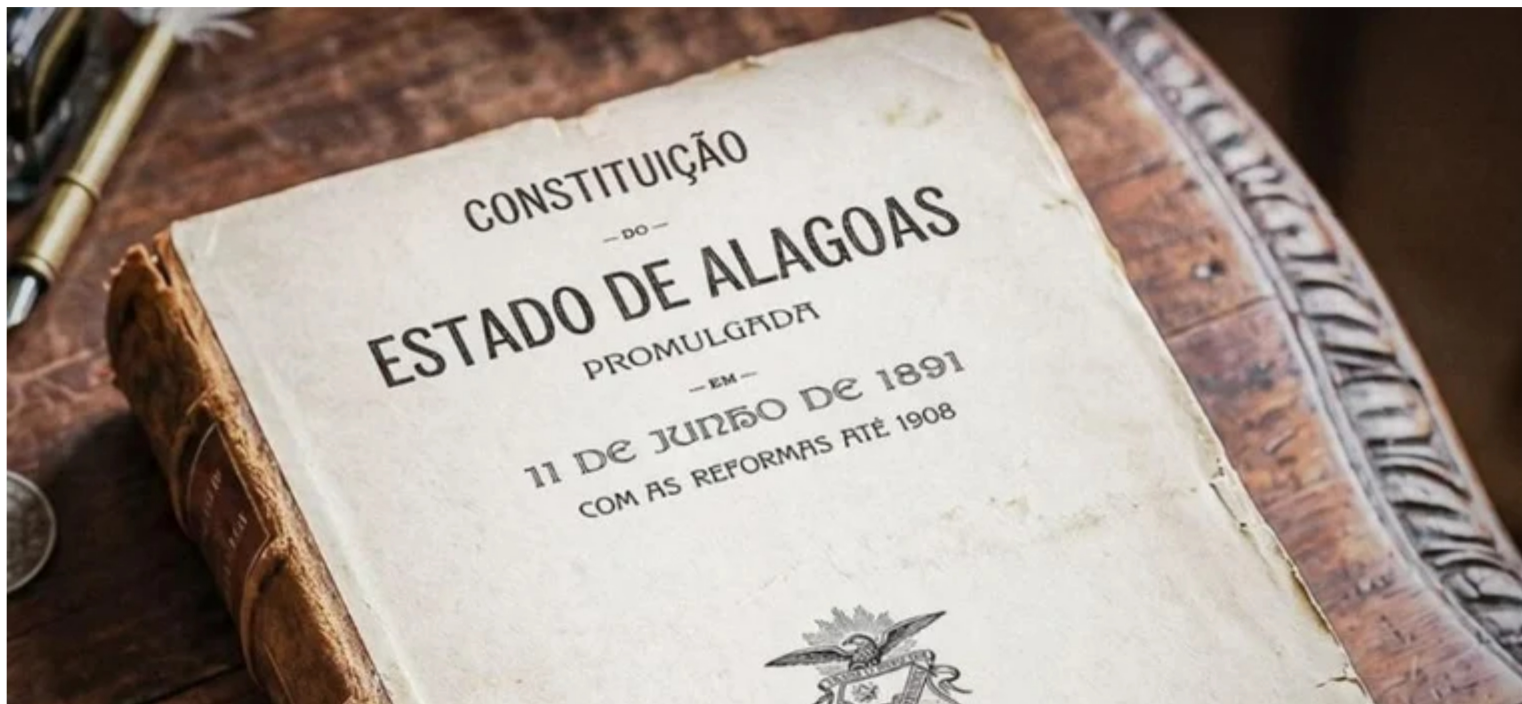 CONSTITUIÇÃO
— DO —
ESTADO DE ALAGOAS
PROMULGADA
— EM —
11 DE JUNHO DE 1891
COM AS REFORMAS ATÉ 1908